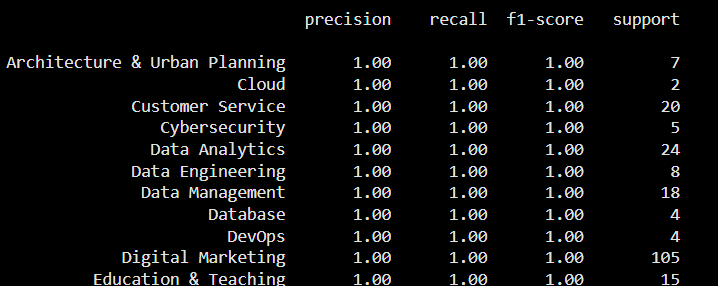 precision recall f1-score support
Architecture & Urban Planning 1.00 1.00 1.00 7
Cloud 1.00 1.00 1.00 2
Customer Service 1.00 1.00 1.00 20
Cybersecurity 1.00 1.00 1.00 5
Data Analytics 1.00 1.00 1.00 24
Data Engineering 1.00 1.00 1.00 8
Data Management 1.00 1.00 1.00 18
Database 1.00 1.00 1.00 4
DevOps 1.00 1.00 1.00 4
Digital Marketing 1.00 1.00 1.00 105
Education & Teaching 1.00 1.00 1.00 15